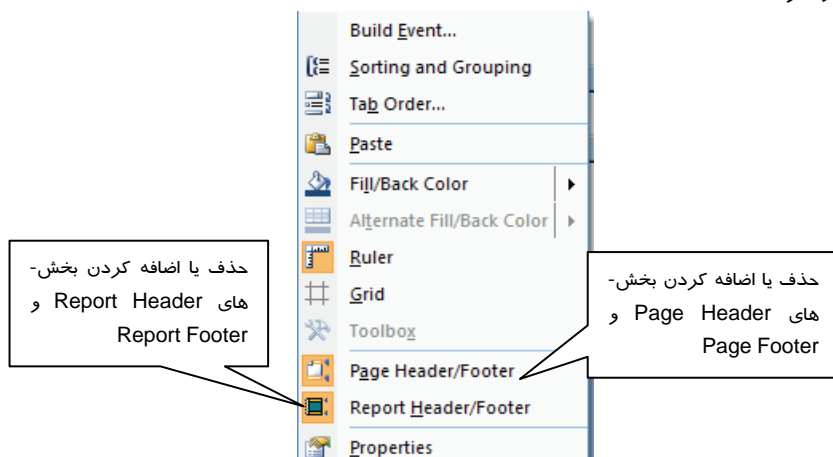 Build Event...
Sorting and Grouping
Tab Order...
Paste
Fill/Back Color
Alternate Fill/Back Color
Ruler
Grid
Toolbox
Page Header/Footer
Report Header/Footer
Properties
حذف یا اضافه کردن بخش-
های Report Header و
Report Footer
حذف یا اضافه کردن بخش-
های Page Header و
Page Footer